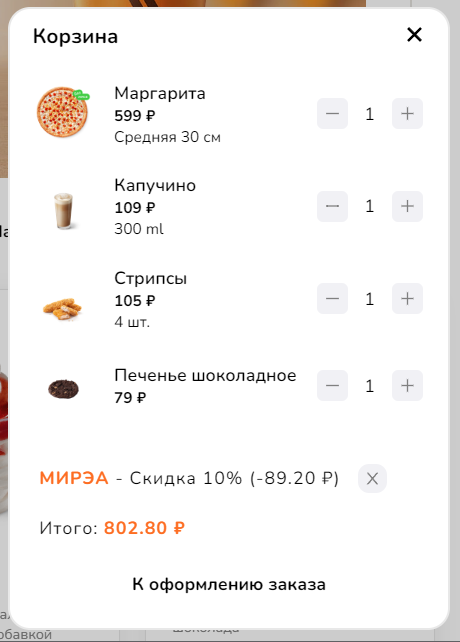 Корзина
Маргарита
599 ₽
Средняя 30 см
1
Капучино
109 ₽
300 ml
1
Стрипсы
105 ₽
4 шт.
1
Печенье шоколадное
79 ₽
1
МИРЭА - Скидка 10% (-89.20 ₽) X
Итого: 802.80 ₽
К оформлению заказа